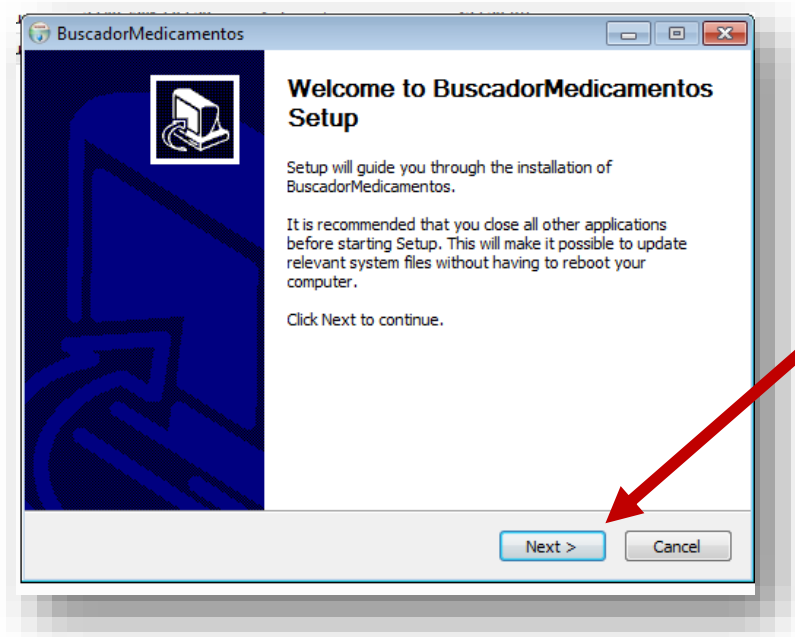 BuscadorMedicamentos
Welcome to BuscadorMedicamentos
Setup
Setup will guide you through the installation of
BuscadorMedicamentos.
It is recommended that you close all other applications
before starting Setup. This will make it possible to update
relevant system files without having to reboot your
computer.
Click Next to continue.
Next >
Cancel